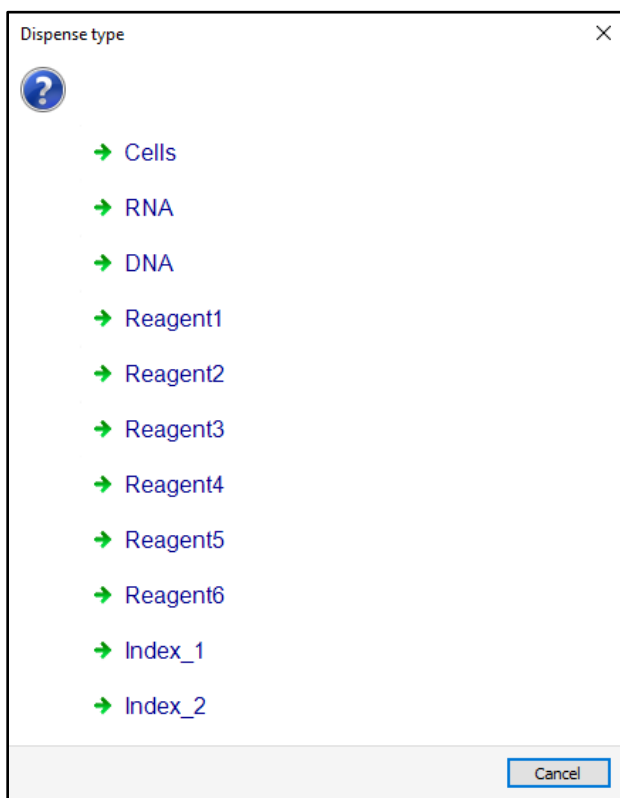 Dispense type
Cells
RNA
DNA
Reagent1
Reagent2
Reagent3
Reagent4
Reagent5
Reagent6
Index_1
Index_2
Cancel